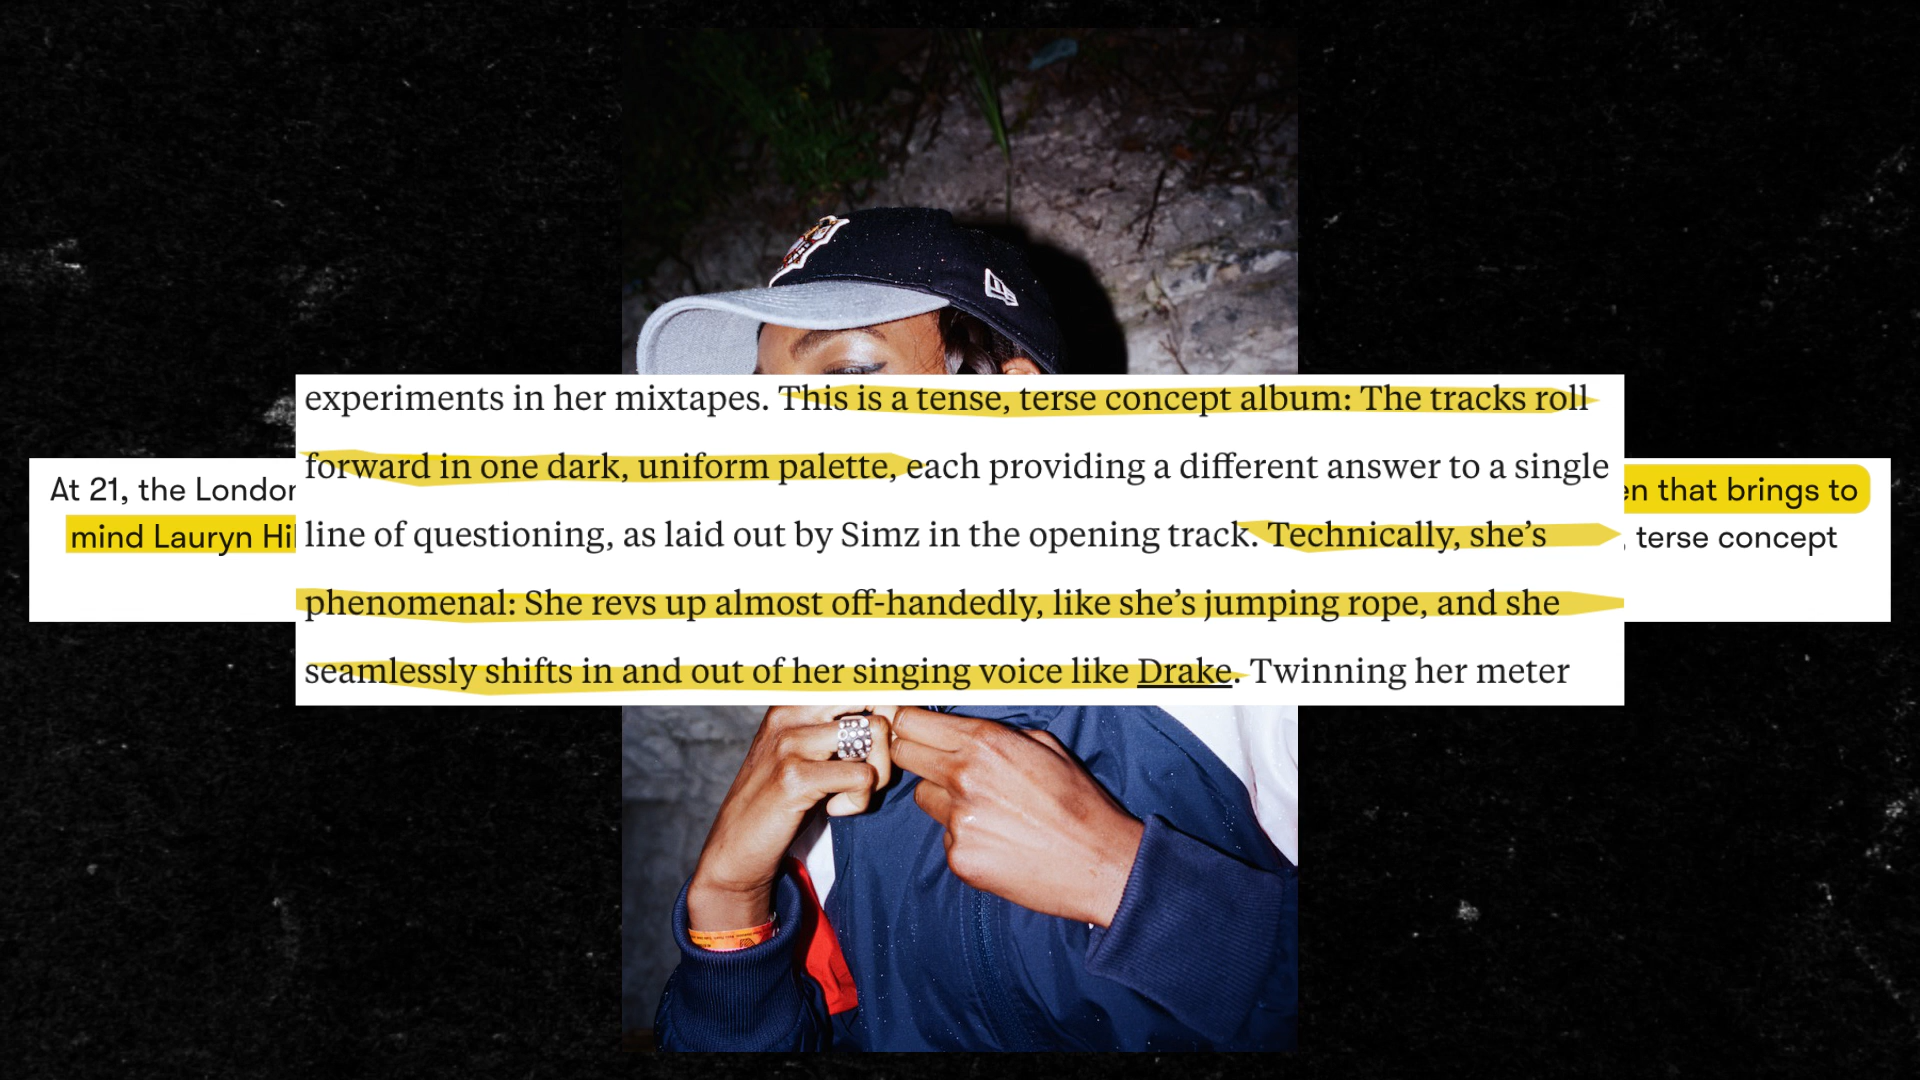 experiments in her mixtapes. This is a tense, terse concept album: The tracks roll
forward in one dark, uniform palette, each providing a different answer to a single
line of questioning, as laid out by Simz in the opening track. Technically, she’s
phenomenal: She revs up almost off-handedly, like she’s jumping rope, and she
seamlessly shifts in and out of her singing voice like Drake. Twinning her meter
At 21, the
that brings to
mind Lauryn
terse concept